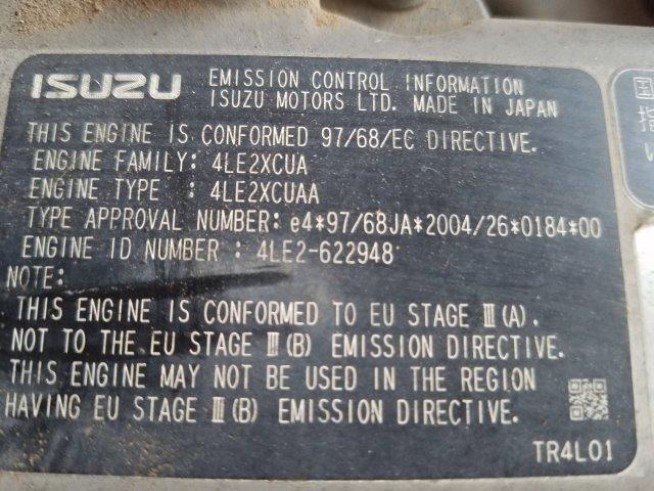 ISUZU EMISSION CONTROL INFORMATION
ISUZU MOTORS LTD. MADE IN JAPAN
THIS ENGINE IS CONFORMED 97/68/EC DIRECTIVE.
ENGINE FAMILY: 4LE2XCUA
ENGINE TYPE : 4LE2XCUAA
TYPE APPROVAL NUMBER: e4*97/68JA*2004/26*0184*00
ENGINE ID NUMBER : 4LE2-622948
NOTE:
THIS ENGINE IS CONFORMED TO EU STAGE Ⅲ(A).
NOT TO THE EU STAGE Ⅲ(B) EMISSION DIRECTIVE.
THIS ENGINE MAY NOT BE USED IN THE REGION
HAVING EU STAGE Ⅲ(B) EMISSION DIRECTIVE.
TR4L01